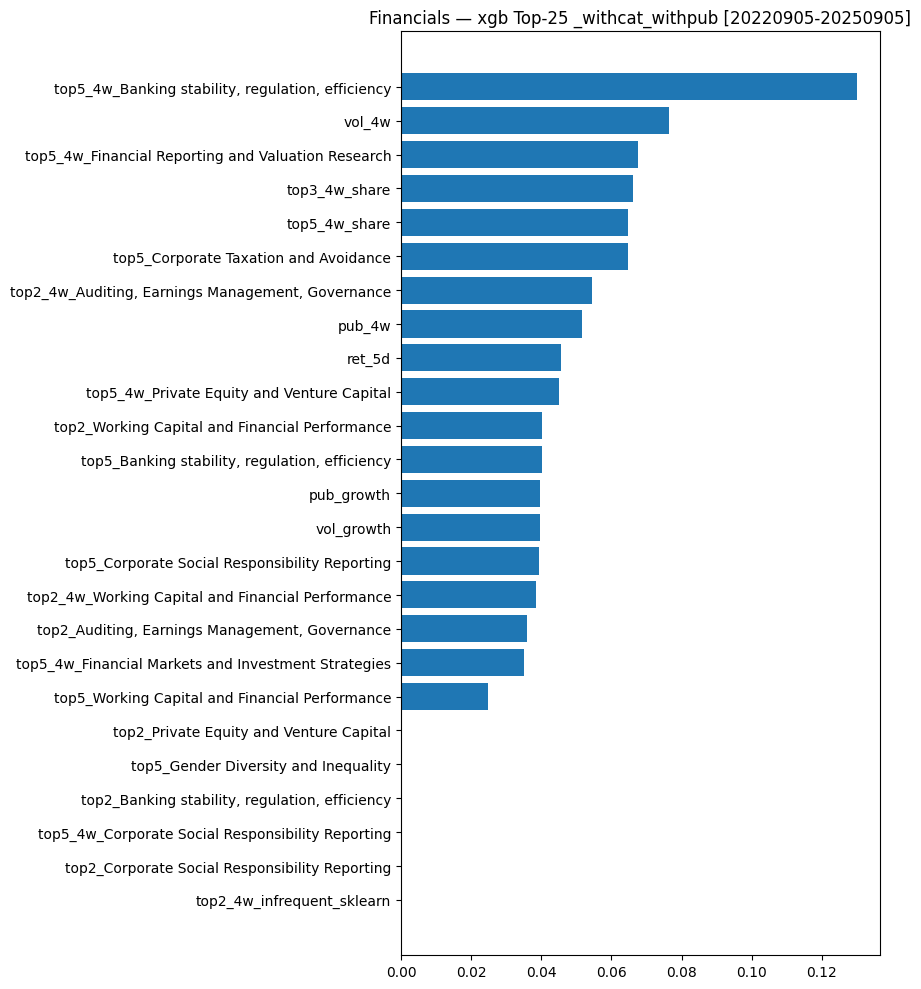 Financials — xgb Top-25 _withcat_withpub [20220905-20250905]
top5_4w_Banking stability, regulation, efficiency
vol_4w
top5_4w_Financial Reporting and Valuation Research
top3_4w_share
top5_4w_share
top5_Corporate Taxation and Avoidance
top2_4w_Auditing, Earnings Management, Governance
pub_4w
ret_5d
top5_4w_Private Equity and Venture Capital
top2_Working Capital and Financial Performance
top5_Banking stability, regulation, efficiency
pub_growth
vol_growth
top5_Corporate Social Responsibility Reporting
top2_4w_Working Capital and Financial Performance
top2_Auditing, Earnings Management, Governance
top5_4w_Financial Markets and Investment Strategies
top5_Working Capital and Financial Performance
top2_Private Equity and Venture Capital
top5_Gender Diversity and Inequality
top2_Banking stability, regulation, efficiency
top5_4w_Corporate Social Responsibility Reporting
top2_Corporate Social Responsibility Reporting
top2_4w_infrequent_sklearn
0.00 0.02 0.04 0.06 0.08 0.10 0.12